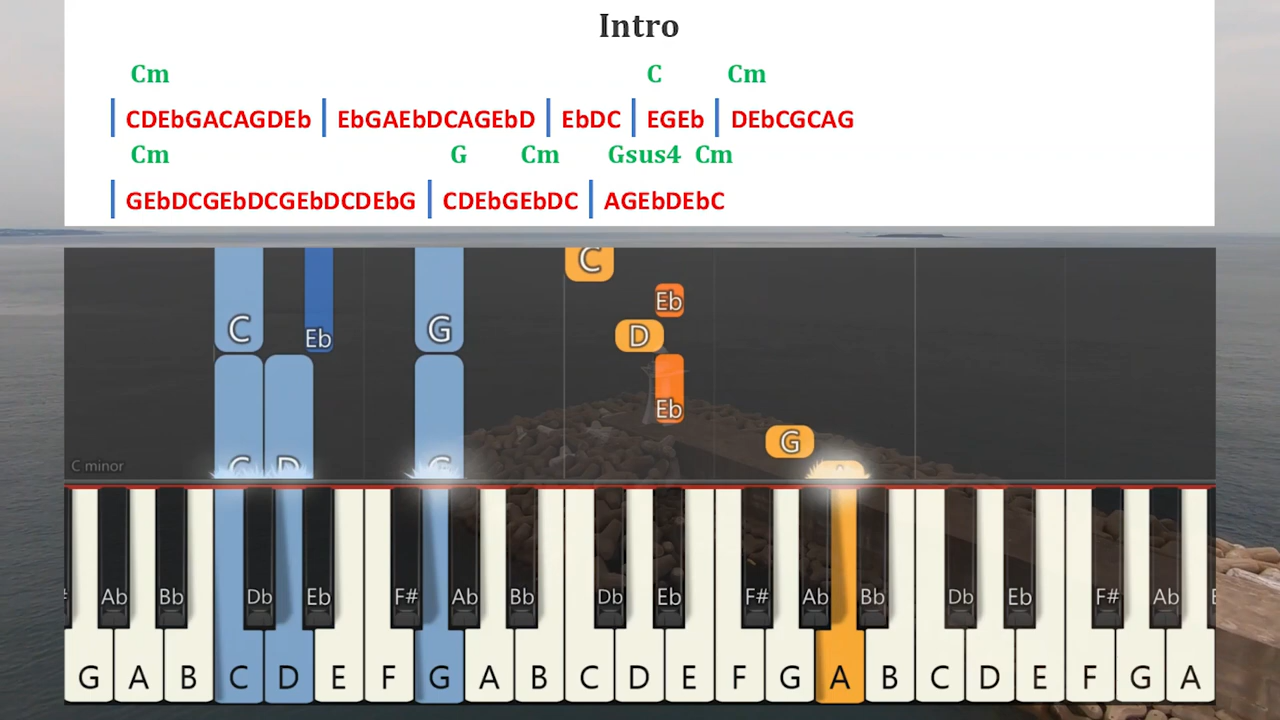 Intro
Cm C Cm
CDEbGACAGDEb EbGAEbDCAGEbD EbDC EGEb DEbCGCAG
Cm G Cm Gsus4 Cm
GEbDCGEbDCGEbDCDEbG CDEbGEbDC AGEbDEbC
C
Eb
C Eb G D
Eb
G
C D G
C minor
Ab Bb Db Eb F# Ab Bb Db Eb F# Ab Bb Db Eb F# Ab
G A B C D E F G A B C D E F G A B C D E F G A